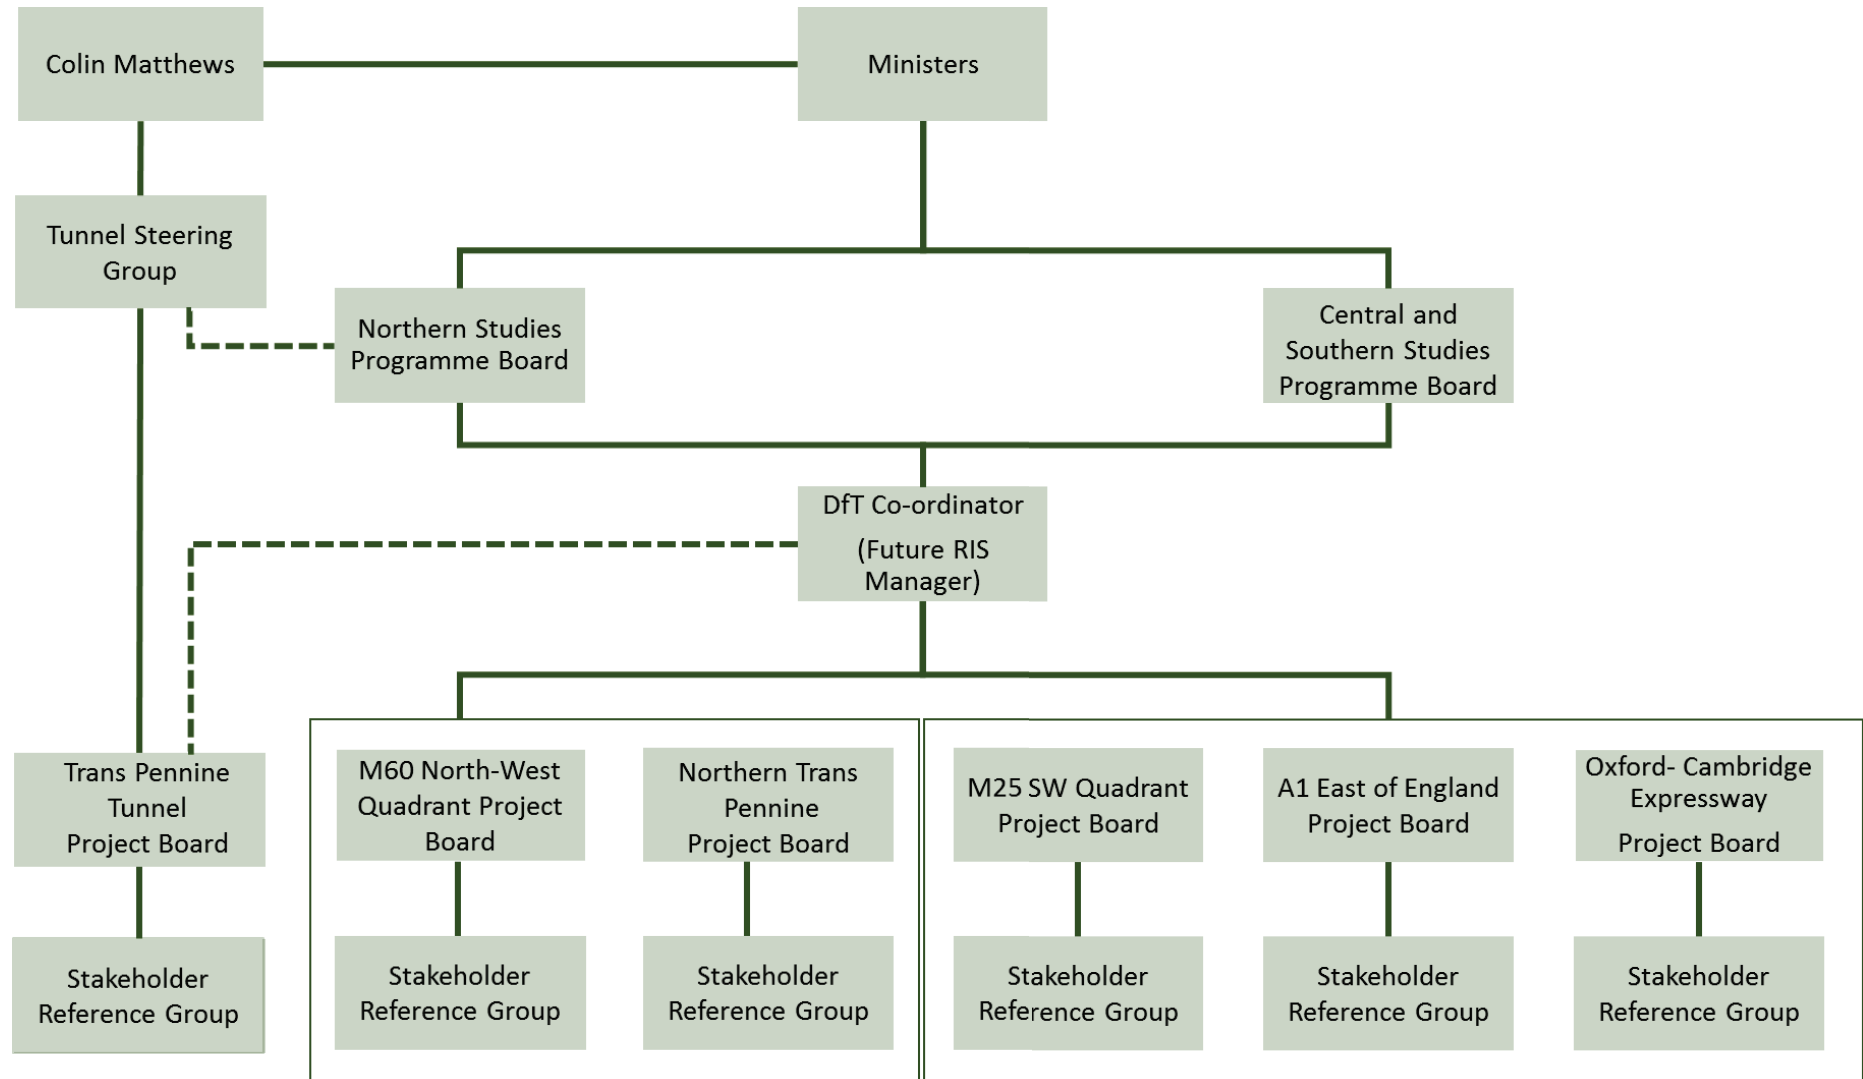 Colin Matthews
Ministers
Tunnel Steering
Group
Northern Studies
Programme Board
Central and
Southern Studies
Programme Board
DfT Co-ordinator
(Future RIS
Manager)
Trans Pennine
Tunnel
Project Board
M60 North-West
Quadrant Project
Board
Northern Trans
Pennine
Project Board
M25 SW Quadrant
Project Board
A1 East of England
Project Board
Oxford- Cambridge
Expressway
Project Board
Stakeholder
Reference Group
Stakeholder
Reference Group
Stakeholder
Reference Group
Stakeholder
Reference Group
Stakeholder
Reference Group
Stakeholder
Reference Group